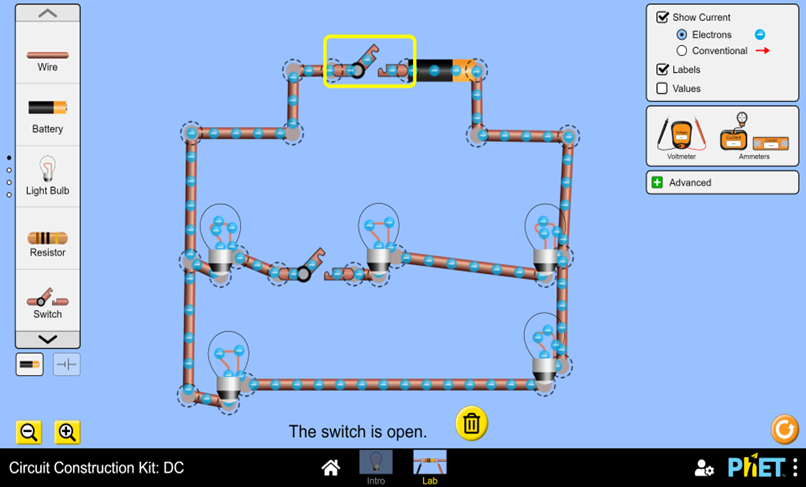 Wire
Battery
Light Bulb
Resistor
Switch
Show Current
Electrons
Conventional
Labels
Values
Voltmeter
Ammeters
Advanced
The switch is open.
Circuit Construction Kit: DC
Intro
Lab
PhET